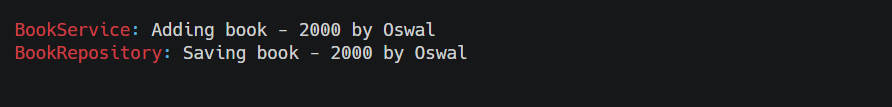 BookService: Adding book – 2000 by Oswal
BookRepository: Saving book – 2000 by Oswal